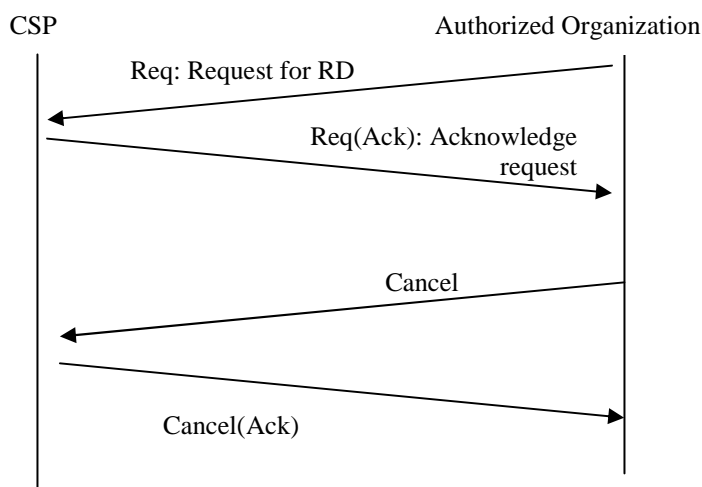 CSP
Authorized Organization
Req: Request for RD
Req(Ack): Acknowledge
request
Cancel
Cancel(Ack)